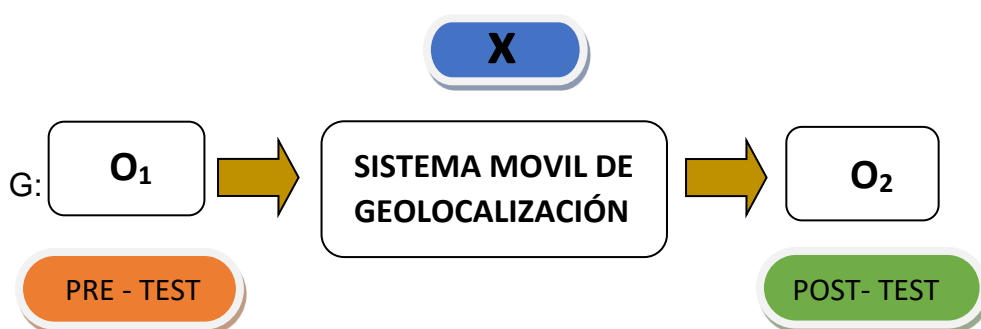 X
G:
O₁
SISTEMA MOVIL DE
GEOLOCALIZACIÓN
O₂
PRE - TEST
POST- TEST